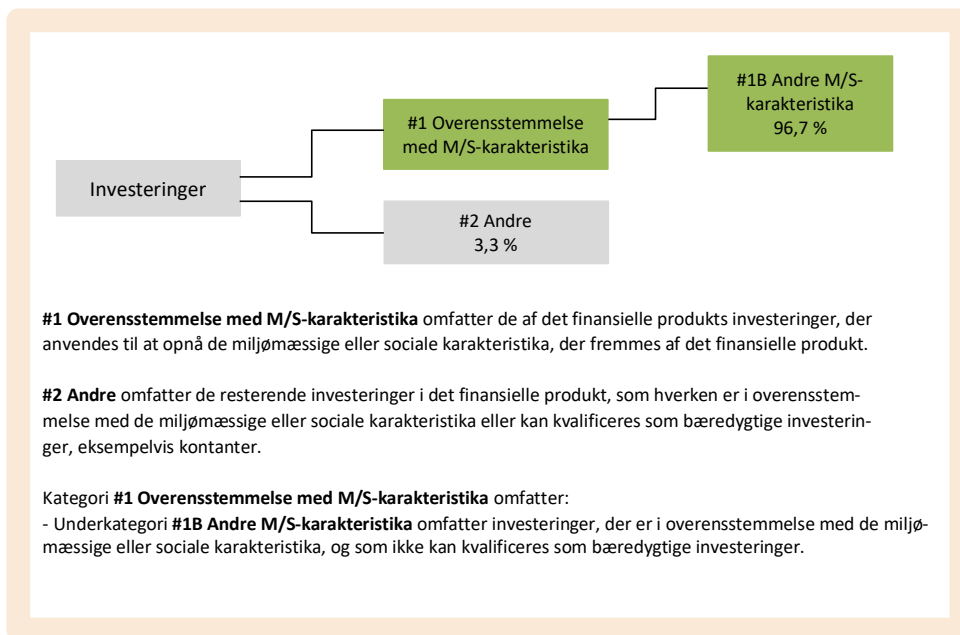 #1B Andre M/S-
karakteristika
96,7 %
#1 Overensstemmelse
med M/S-karakteristika
Investeringer
#2 Andre
3,3 %
#1 Overensstemmelse med M/S-karakteristika omfatter de af det finansielle produkts investeringer, der
anvendes til at opnå de miljømæssige eller sociale karakteristika, der fremmes af det finansielle produkt.
#2 Andre omfatter de resterende investeringer i det finansielle produkt, som hverken er i overensstem-
melse med de miljømæssige eller sociale karakteristika eller kan kvalificeres som bæredygtige investerin-
ger, eksempelvis kontanter.
Kategori #1 Overensstemmelse med M/S-karakteristika omfatter:
- Underkategori #1B Andre M/S-karakteristika omfatter investeringer, der er i overensstemmelse med de miljø-
mæssige eller sociale karakteristika, og som ikke kan kvalificeres som bæredygtige investeringer.